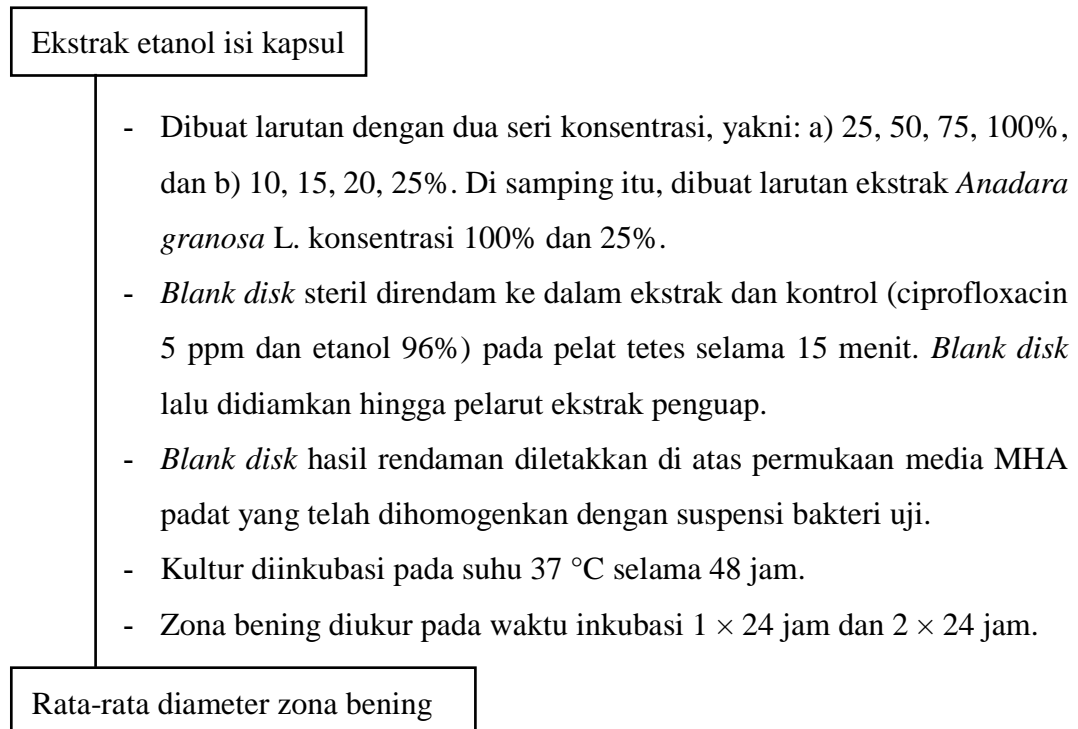 Ekstrak etanol isi kapsul
- Dibuat larutan dengan dua seri konsentrasi, yakni: a) 25, 50, 75, 100%,
dan b) 10, 15, 20, 25%. Di samping itu, dibuat larutan ekstrak Anadara
granosa L. konsentrasi 100% dan 25%.
- Blank disk steril direndam ke dalam ekstrak dan kontrol (ciprofloxacin
5 ppm dan etanol 96%) pada pelat tetes selama 15 menit. Blank disk
lalu didiamkan hingga pelarut ekstrak penguap.
- Blank disk hasil rendaman diletakkan di atas permukaan media MHA
padat yang telah dihomogenkan dengan suspensi bakteri uji.
- Kultur diinkubasi pada suhu 37 °C selama 48 jam.
- Zona bening diukur pada waktu inkubasi 1 × 24 jam dan 2 × 24 jam.
Rata-rata diameter zona bening